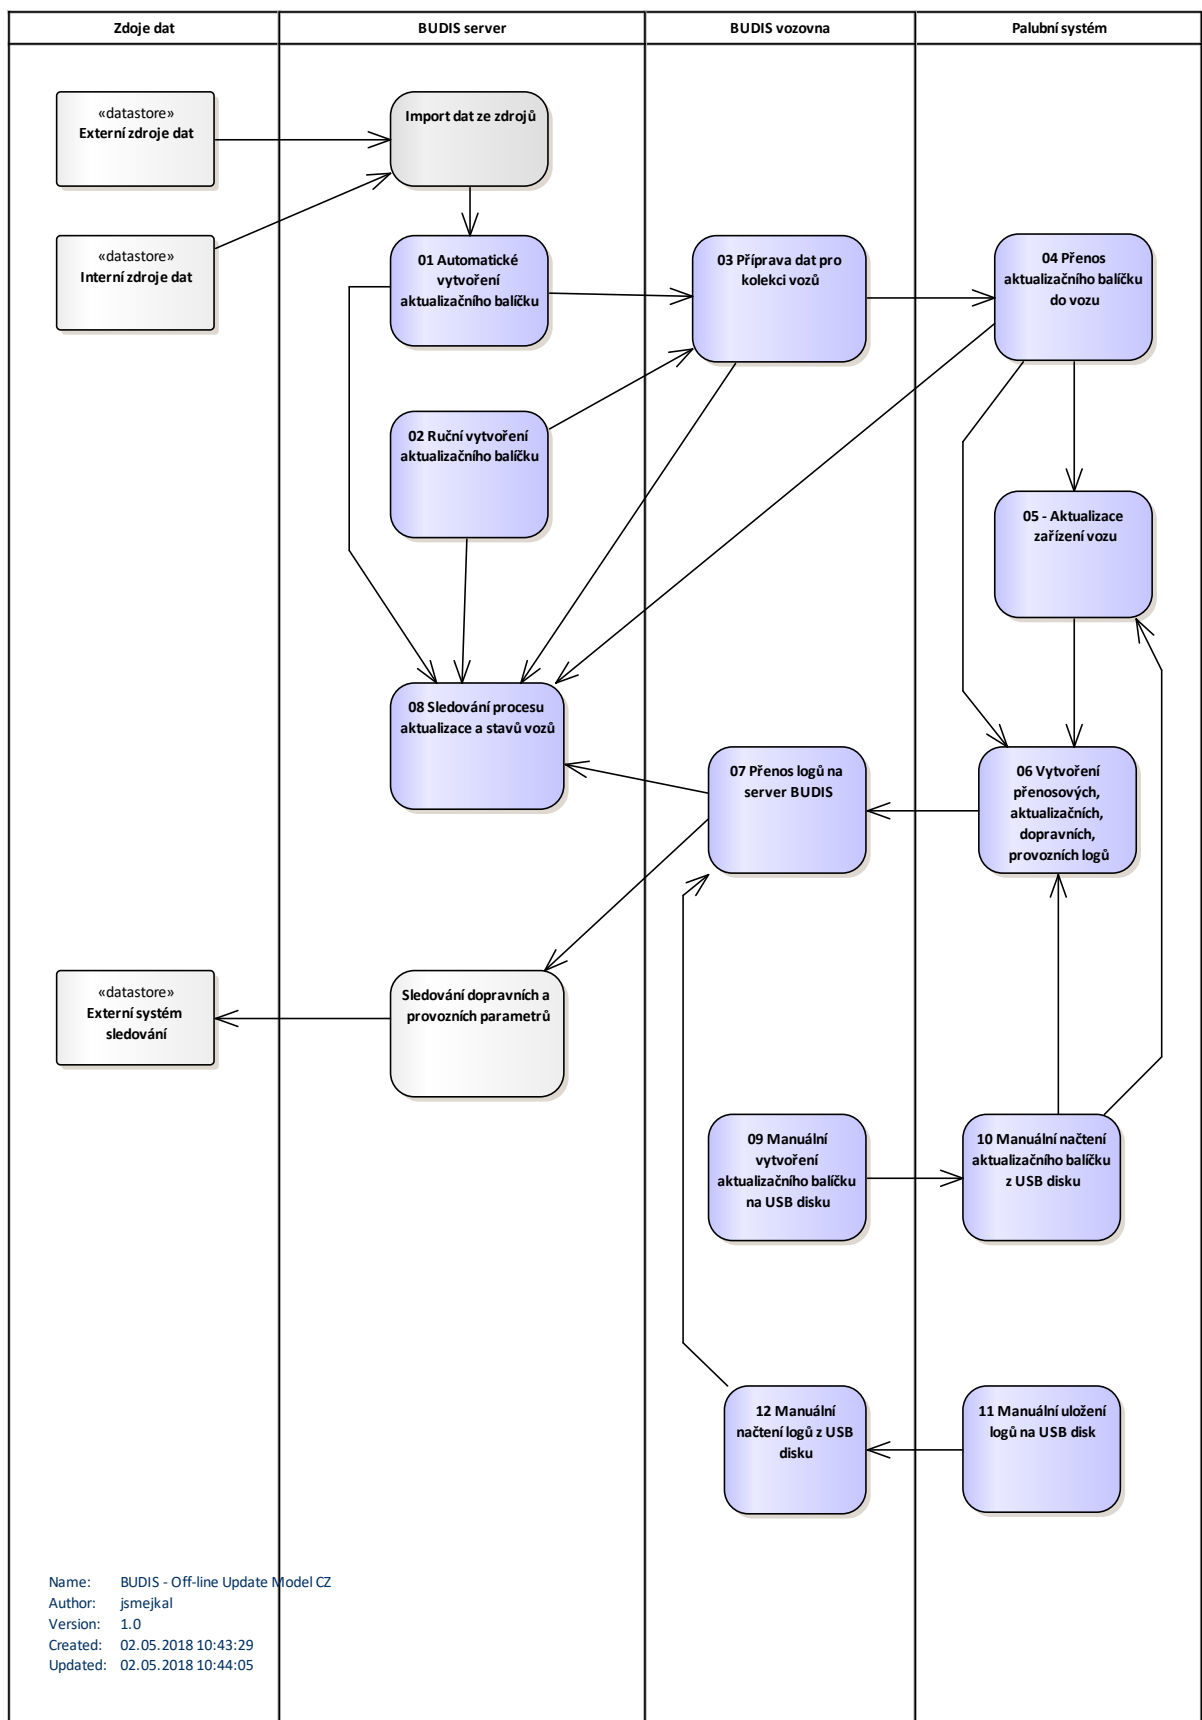 Zdoje dat
BUDIS server
BUDIS vozovna
Palubní systém
«datastore»
Externí zdroje dat
Import dat ze zdrojů
«datastore»
Interní zdroje dat
01 Automatické
vytvoření
aktualizačního balíčku
03 Příprava dat pro
kolekci vozů
04 Přenos
aktualizačního balíčku
do vozu
02 Ruční vytvoření
aktualizačního balíčku
05 - Aktualizace
zařízení vozu
08 Sledování procesu
aktualizace a stavů vozů
07 Přenos logů na
server BUDIS
06 Vytvoření
přenosových,
aktualizačních,
dopravních,
provozních logů
«datastore»
Externí systém
sledování
Sledování dopravních a
provozních parametrů
09 Manuální
vytvoření
aktualizačního balíčku
na USB disku
10 Manuální načtení
aktualizačního balíčku
z USB disku
12 Manuální
načtení logů z USB
disku
11 Manuální uložení
logů na USB disk
Name: BUDIS - Off-line Update Model CZ
Author: jsmejkal
Version: 1.0
Created: 02.05.2018 10:43:29
Updated: 02.05.2018 10:44:05